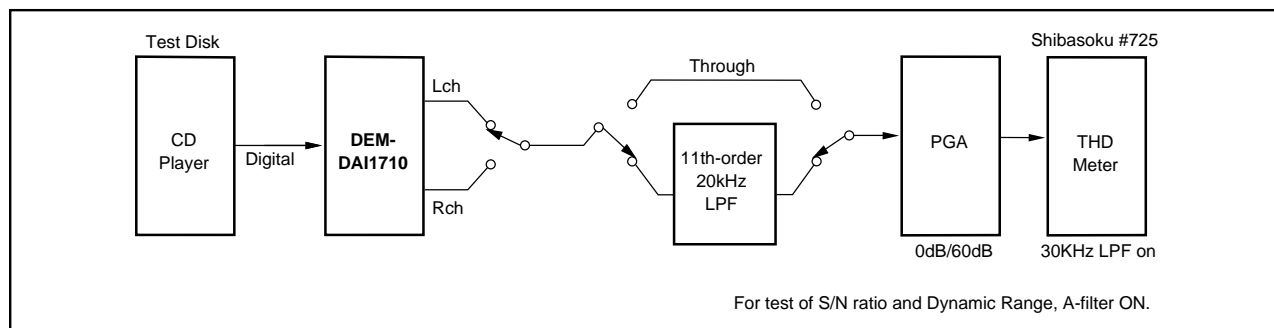 Test Disk
CD
Player
Digital
DEM-
DAI1710
Lch
Rch
Through
11th-order
20kHz
LPF
PGA
0dB/60dB
Shibasoku #725
THD
Meter
30KHz LPF on
For test of S/N ratio and Dynamic Range, A-filter ON.